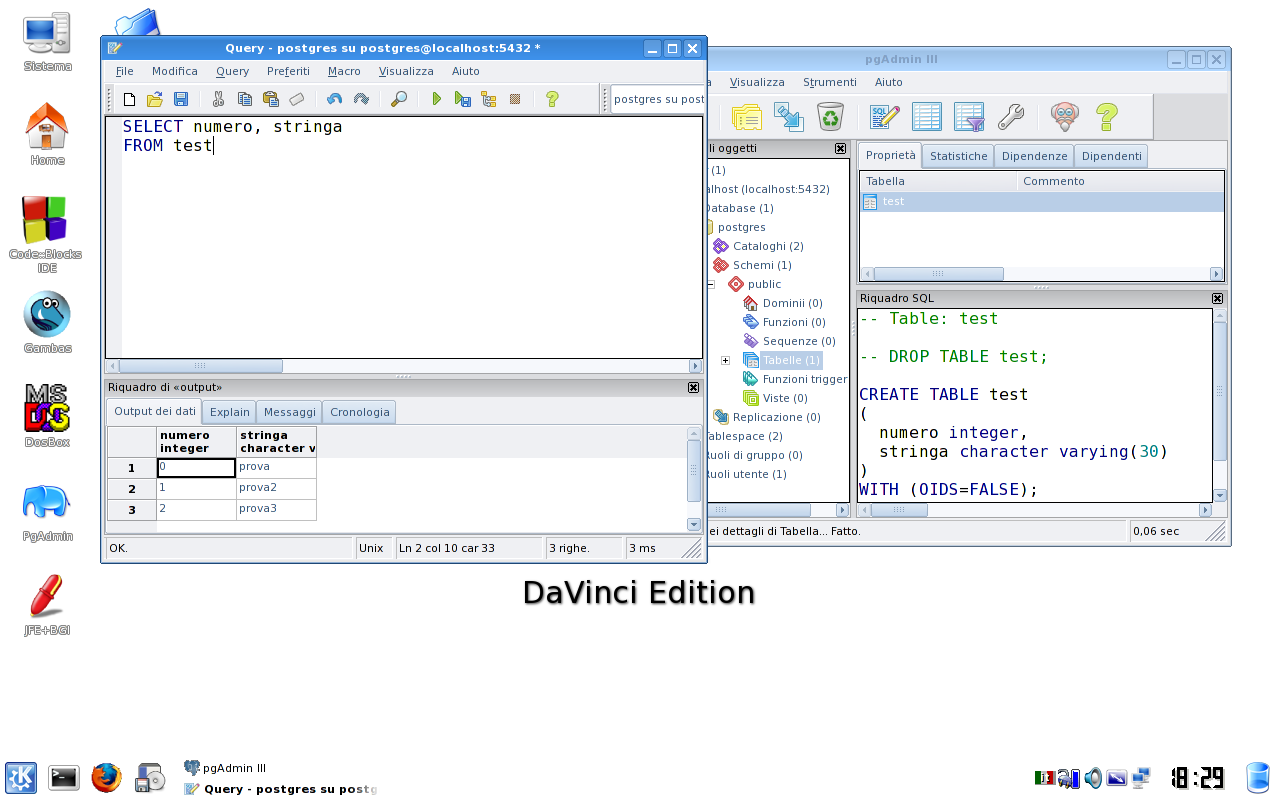 Sistema
Home
Code::Blocks
IDE
Gambas
MS
DOS
DosBox
PgAdmin
JFE+BGI
Query - postgres su postgres@localhost:5432 *
File Modifica Query Preferiti Macro Visualizza Aiuto
postgres su post
SELECT numero, stringa
FROM test
Riquadro di «output»
Output dei dati Explain Messaggi Cronologia
numero
integer
stringa
character v
1 0 prova
2 1 prova2
3 2 prova3
OK. Unix Ln 2 col 10 car 33 3 righe. 3 ms
pgAdmin III
a Visualizza Strumenti Aiuto
SQL
li oggetti
(1)
alhost (localhost:5432)
Database (1)
postgres
Cataloghi (2)
Schemi (1)
public
Dominii (0)
Funzioni (0)
Sequenze (0)
Tabelle (1)
Funzioni trigger
Viste (0)
Replicazione (0)
Tablespace (2)
Ruoli di gruppo (0)
Ruoli utente (1)
Proprietà Statistiche Dipendenze Dipendenti
Tabella Commento
test
Riquadro SQL
-- Table: test
-- DROP TABLE test;
CREATE TABLE test
(
numero integer,
stringa character varying(30)
)
WITH (OIDS=FALSE);
ei dettagli di Tabella... Fatto. 0,06 sec
DaVinci Edition
pgAdmin III
Query - postgres su postg
18:29